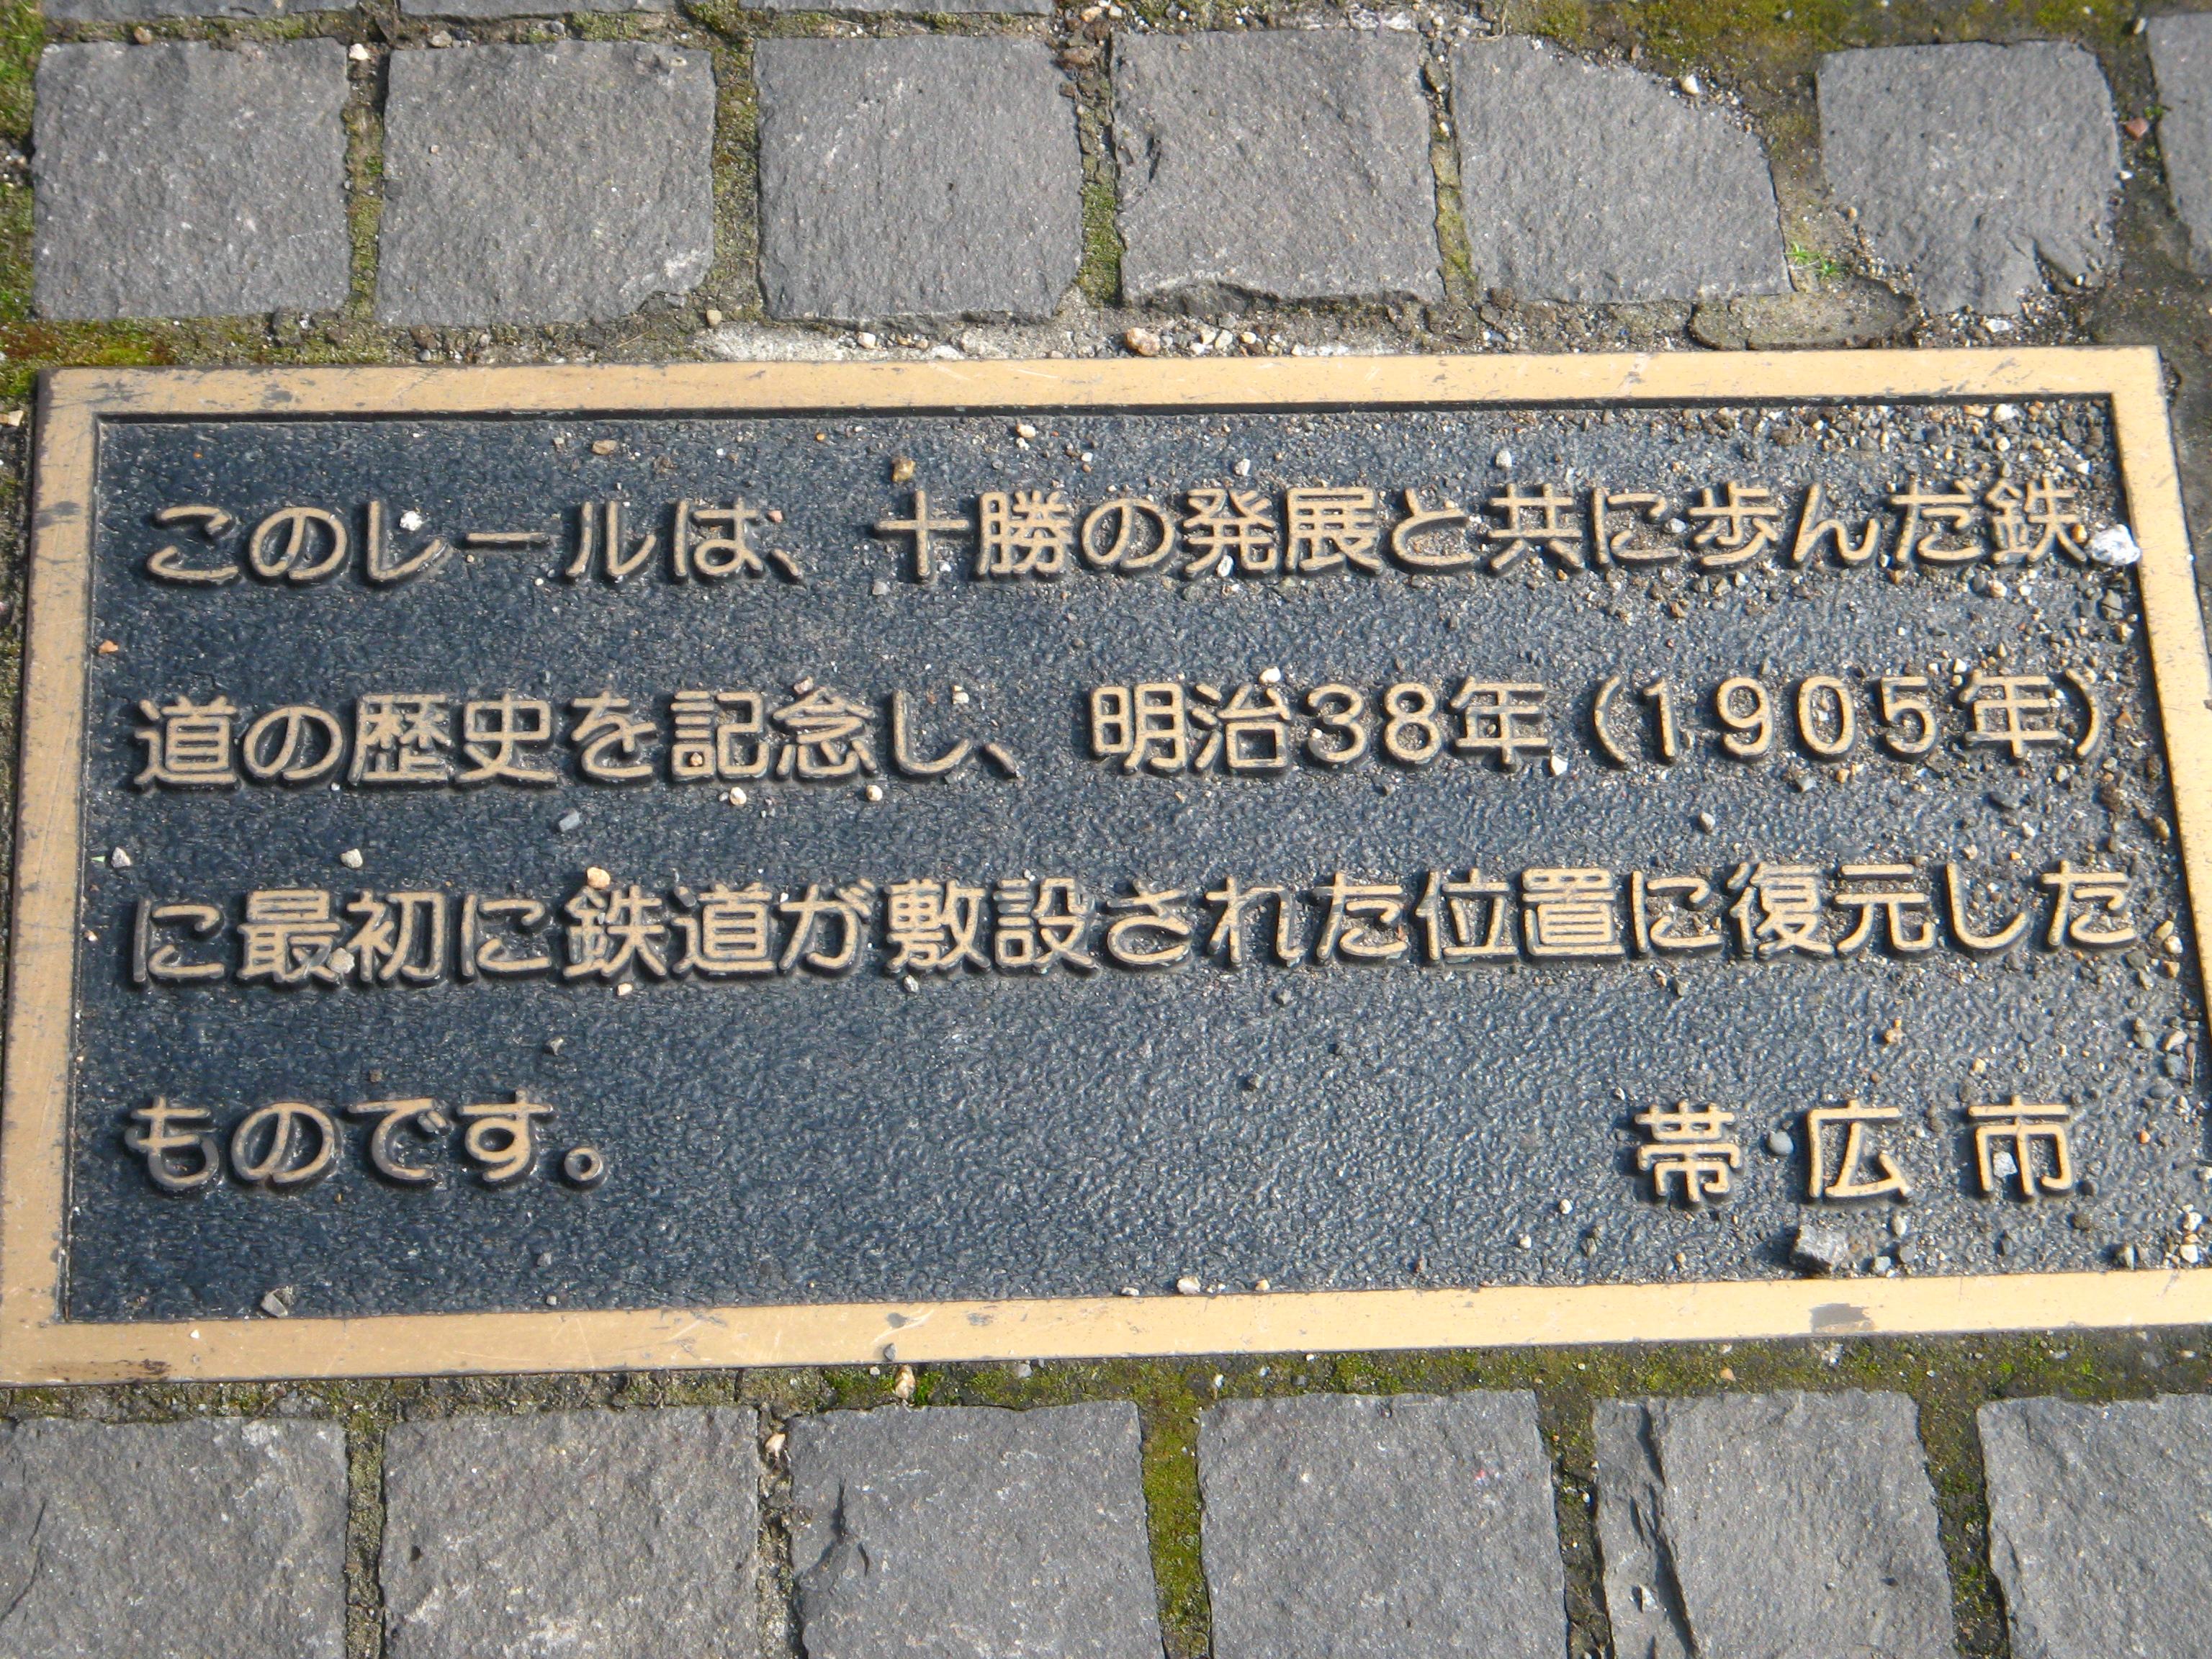 このレールは、十勝の発展と共に歩んだ鉄
道の歴史を記念し、明治38年(1905年)
に最初に鉄道が敷設された位置に復元した
ものです。 帯広市